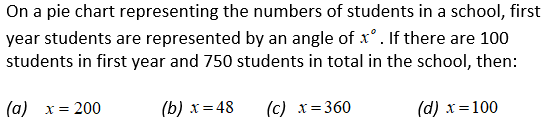 On a pie chart representing the numbers of students in a school, first
year students are represented by an angle of x°. If there are 100
students in first year and 750 students in total in the school, then:
(a) x = 200 (b) x = 48 (c) x = 360 (d) x = 100